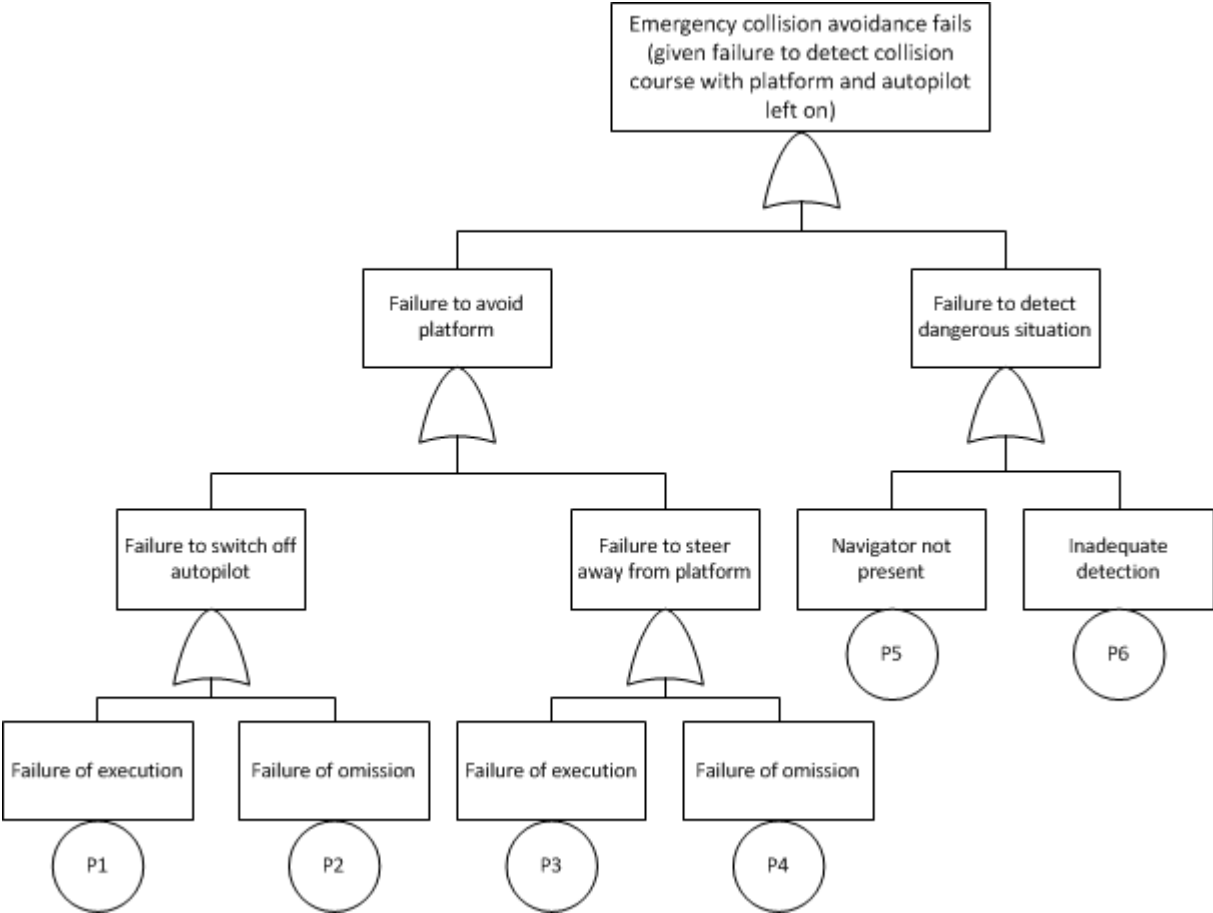 Emergency collision avoidance fails
(given failure to detect collision
course with platform and autopilot
left on)
Failure to avoid
platform
Failure to detect
dangerous situation
Failure to switch off
autopilot
Failure to steer
away from platform
Navigator not
present
Inadequate
detection
P5
P6
Failure of execution
Failure of omission
Failure of execution
Failure of omission
P1
P2
P3
P4